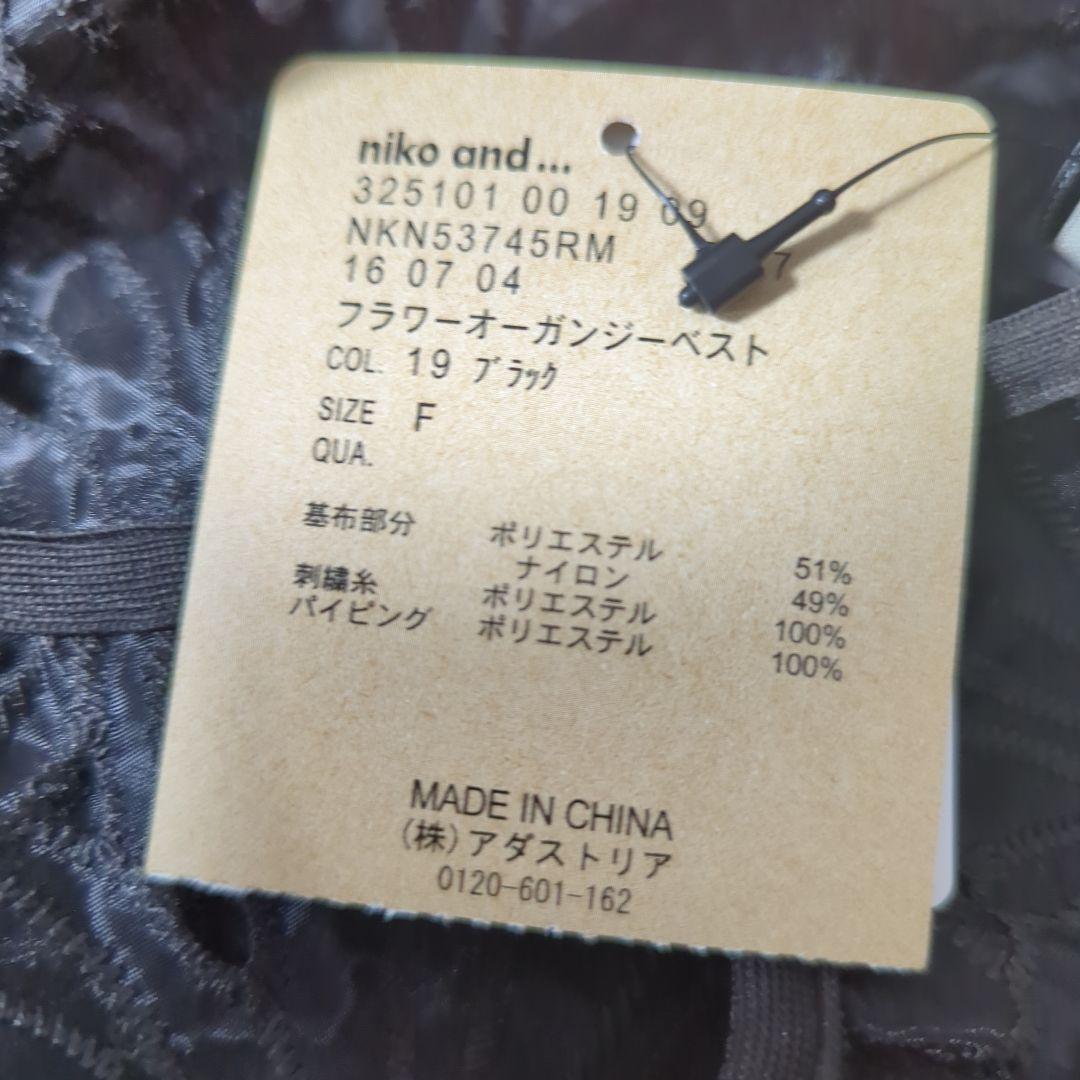 niko and...
325101 00 19 09
NKN53745RM 7
16 07 04
フラワーオーガンジーベスト
COL. 19 ブラック
SIZE F
QUA.
基布部分 ポリエステル 51%
ナイロン 49%
刺繍糸 ポリエステル 100%
パイピング ポリエステル 100%
MADE IN CHINA
(株)アダストリア
0120-601-162